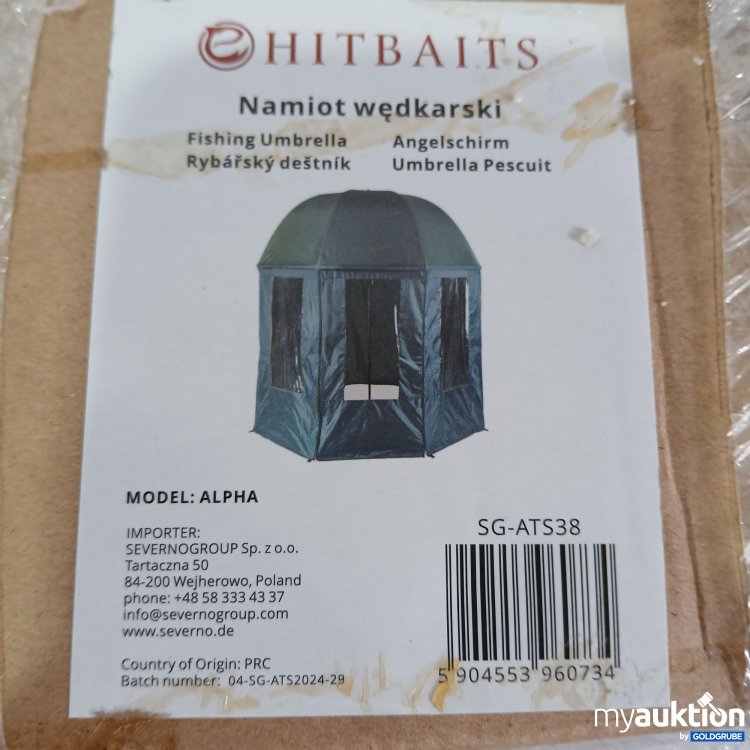 HITBAITS
Namiot wędkarski
Fishing Umbrella
Angelschirm
Rybářský deštník
Umbrella Pescuit
MODEL: ALPHA
IMPORTER:
SEVERNOGROUP Sp. z o.o.
Tartaczna 50
84-200 Wejherowo, Poland
phone: +48 58 333 43 37
info@severnogroup.com
www.severno.de
Country of Origin: PRC
Batch number: 04-SG-ATS2024-29
SG-ATS38
5 904553 960734
myauktion
by GOLDGRUBE